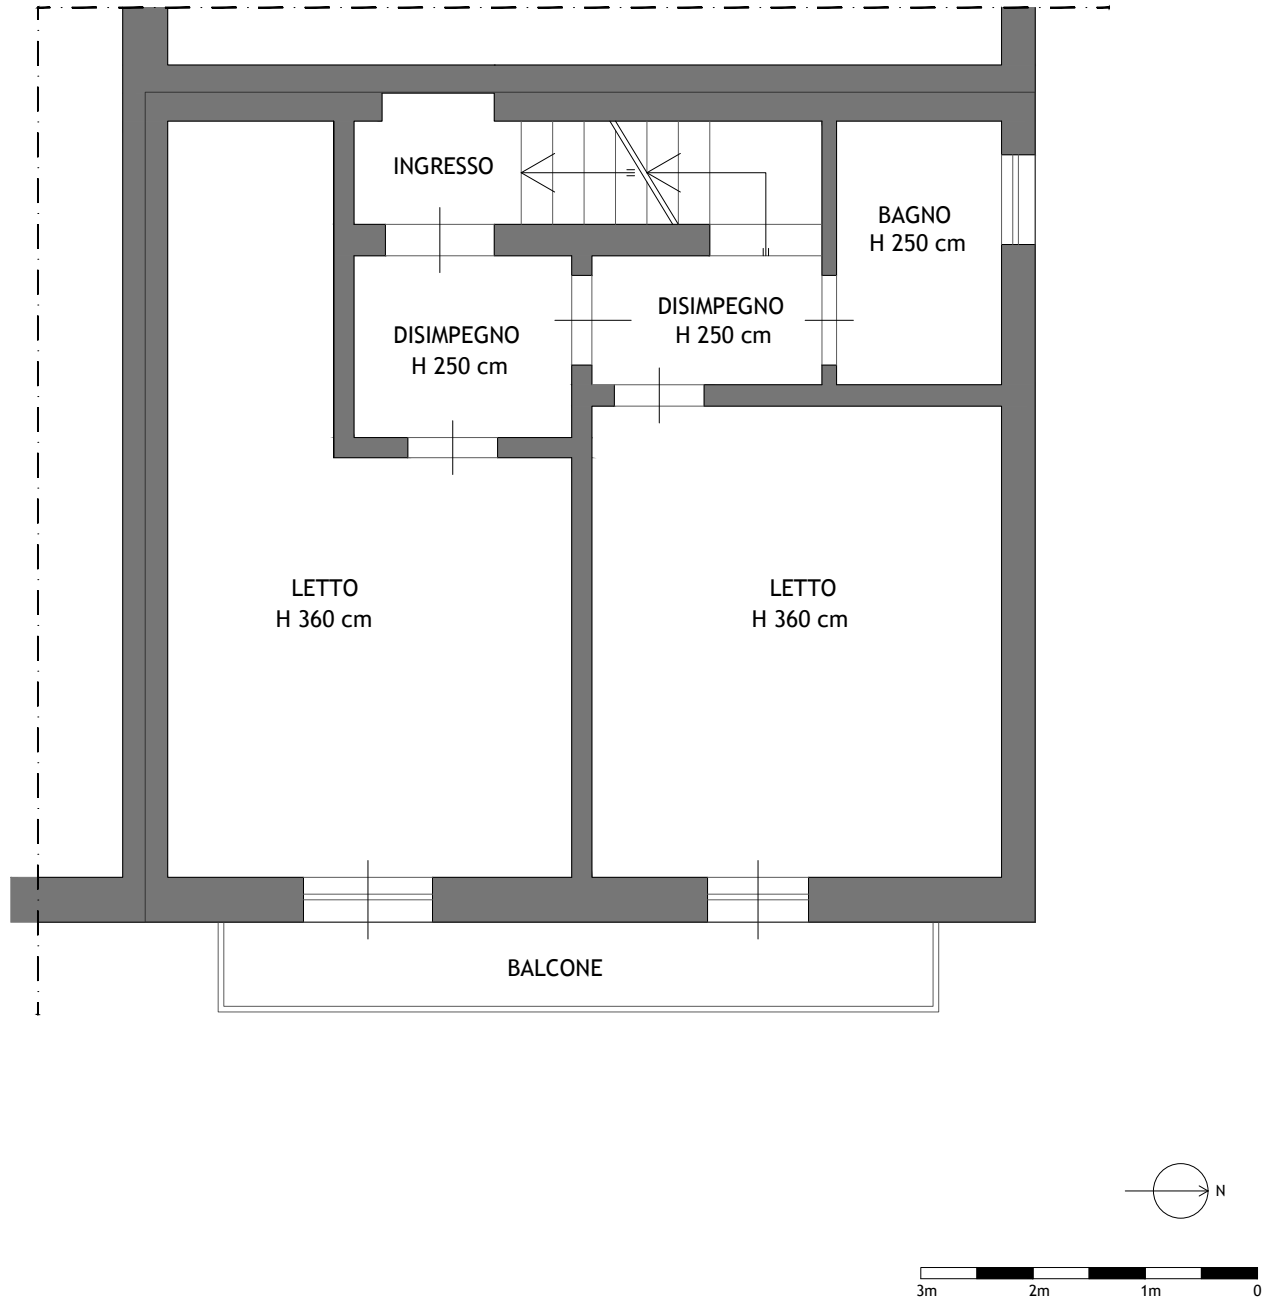 INGRESSO
BAGNO
H 250 cm
DISIMPEGNO
H 250 cm
DISIMPEGNO
H 250 cm
LETTO
H 360 cm
LETTO
H 360 cm
BALCONE
N
3m 2m 1m 0